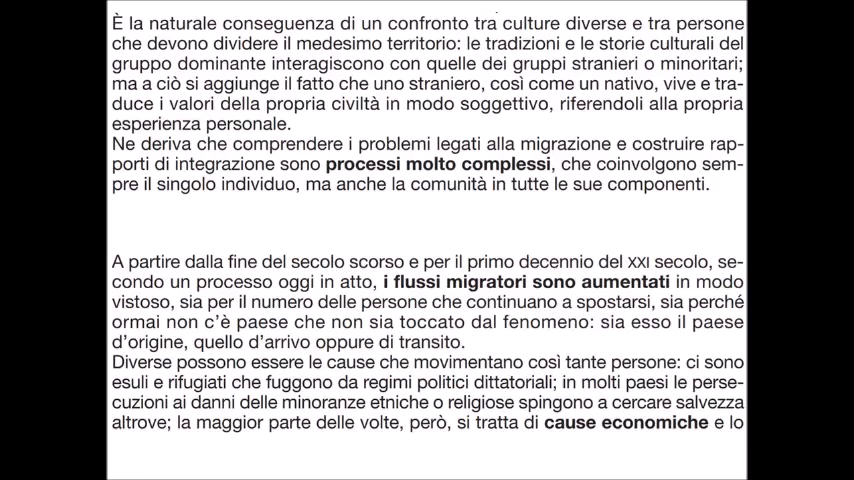 È la naturale conseguenza di un confronto tra culture diverse e tra persone
che devono dividere il medesimo territorio: le tradizioni e le storie culturali del
gruppo dominante interagiscono con quelle dei gruppi stranieri o minoritari;
ma a ciò si aggiunge il fatto che uno straniero, così come un nativo, vive e tra-
duce i valori della propria civiltà in modo soggettivo, riferendoli alla propria
esperienza personale.
Ne deriva che comprendere i problemi legati alla migrazione e costruire rap-
porti di integrazione sono processi molto complessi, che coinvolgono sem-
pre il singolo individuo, ma anche la comunità in tutte le sue componenti.
A partire dalla fine del secolo scorso e per il primo decennio del XXI secolo, se-
condo un processo oggi in atto, i flussi migratori sono aumentati in modo
vistoso, sia per il numero delle persone che continuano a spostarsi, sia perché
ormai non c’è paese che non sia toccato dal fenomeno: sia esso il paese
d’origine, quello d’arrivo oppure di transito.
Diverse possono essere le cause che movimentano così tante persone: ci sono
esuli e rifugiati che fuggono da regimi politici dittatoriali; in molti paesi le perse-
cuzioni ai danni delle minoranze etniche o religiose spingono a cercare salvezza
altrove; la maggior parte delle volte, però, si tratta di cause economiche e lo